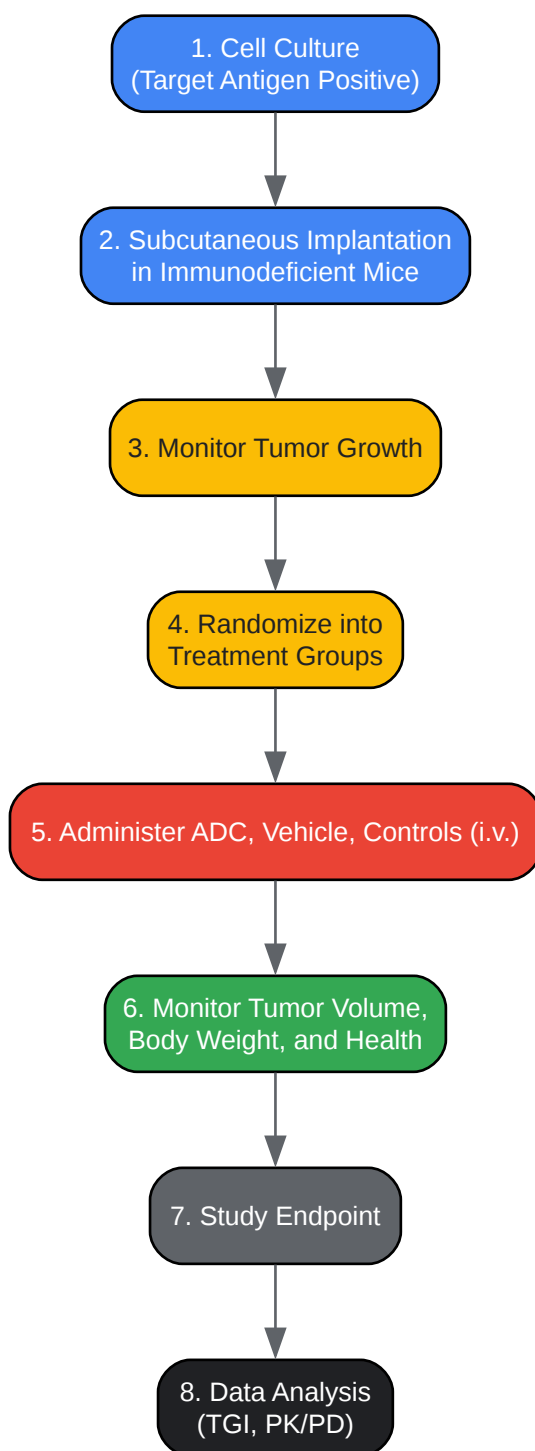 1. Cell Culture
(Target Antigen Positive)
2. Subcutaneous Implantation
in Immunodeficient Mice
3. Monitor Tumor Growth
4. Randomize into
Treatment Groups
5. Administer ADC, Vehicle, Controls (i.v.)
6. Monitor Tumor Volume,
Body Weight, and Health
7. Study Endpoint
8. Data Analysis
(TGI, PK/PD)